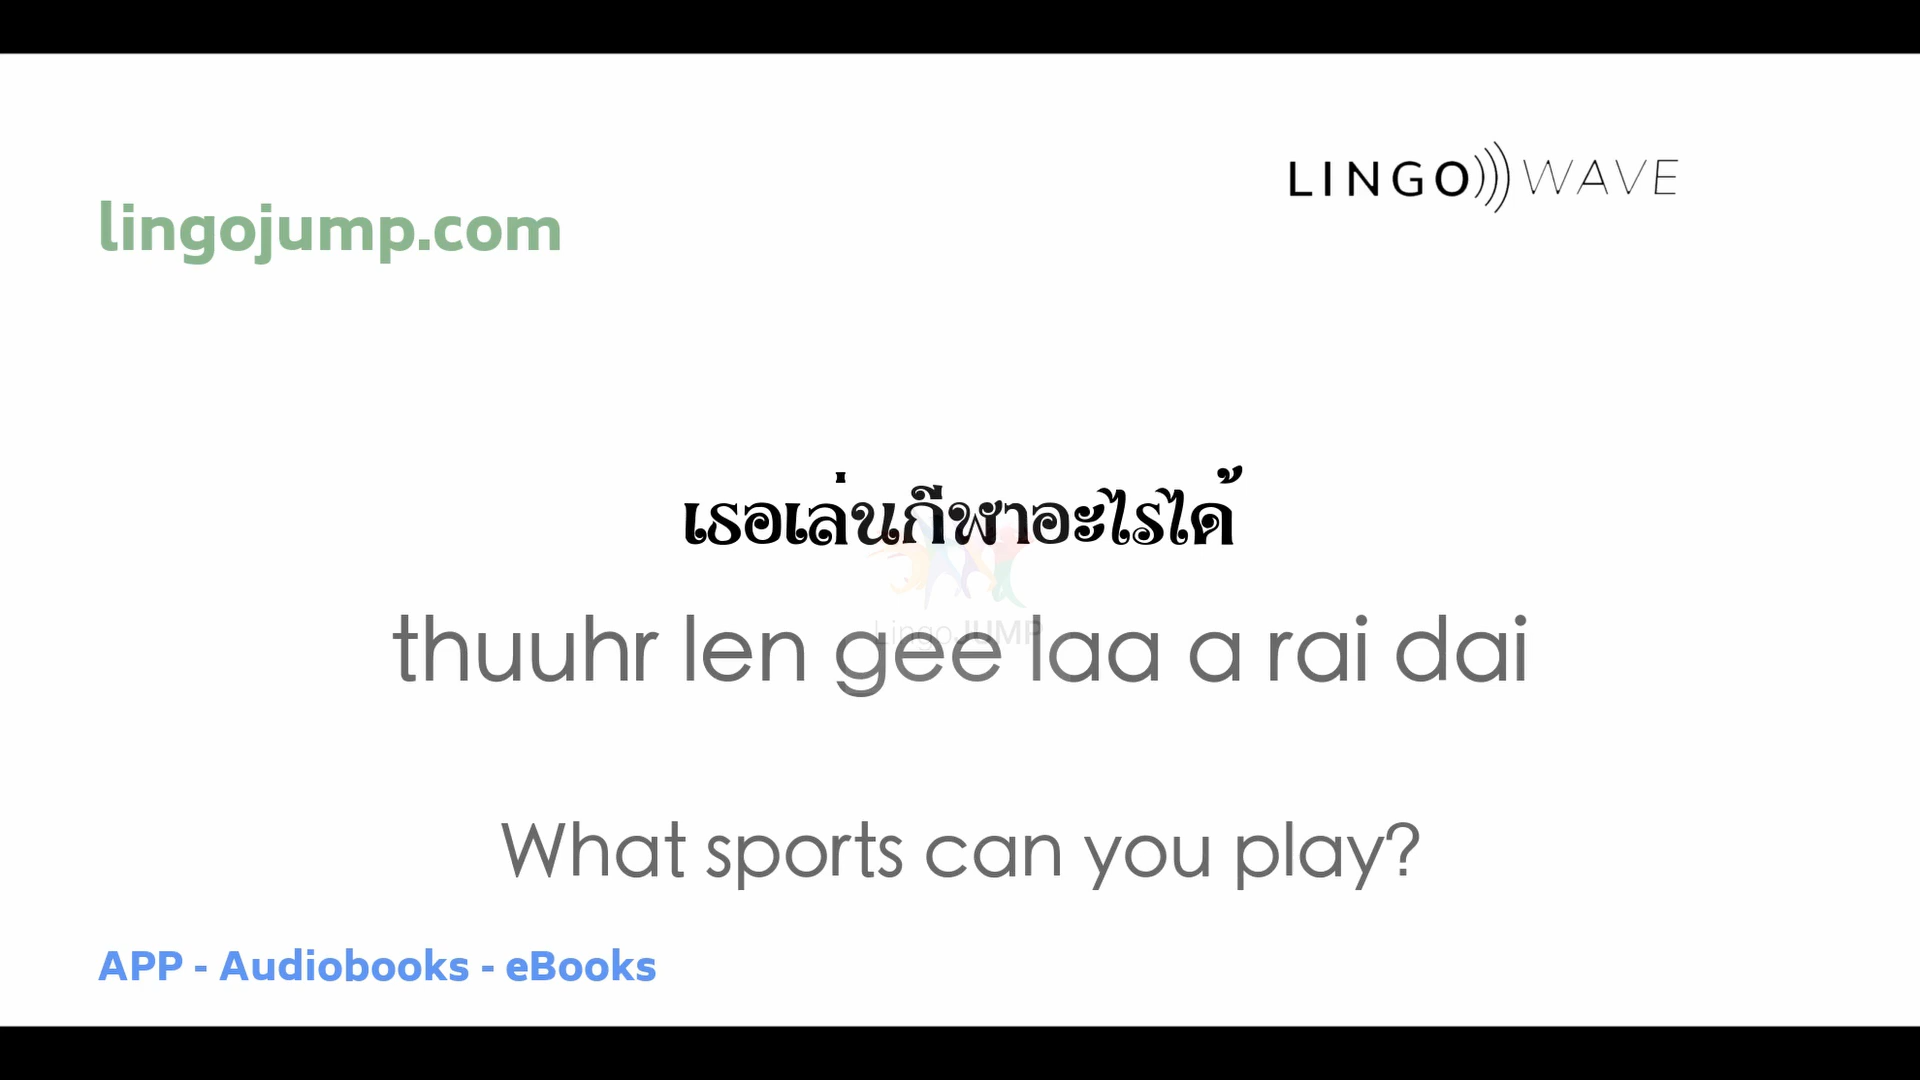 LINGO WAVE
lingojump.com
เธอเล่นกีฬาอะไรได้
thuuhr len gee laa a rai dai
LingoJUMP
What sports can you play?
APP - Audiobooks - eBooks